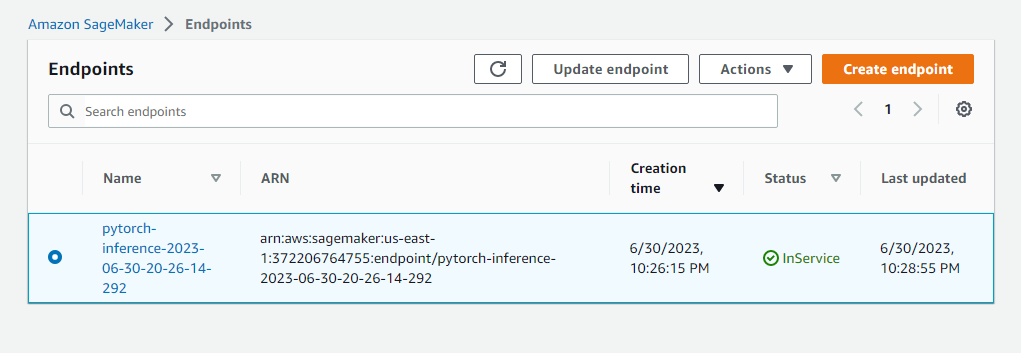 Amazon SageMaker > Endpoints
Endpoints
Update endpoint
Actions
Create endpoint
Search endpoints
1
Name
ARN
Creation
time
Status
Last updated
pytorch-
inference-2023-
06-30-20-26-14-
292
arn:aws:sagemaker:us-east-
1:372206764755:endpoint/pytorch-inference-
2023-06-30-20-26-14-292
6/30/2023,
10:26:15 PM
InService
6/30/2023,
10:28:55 PM